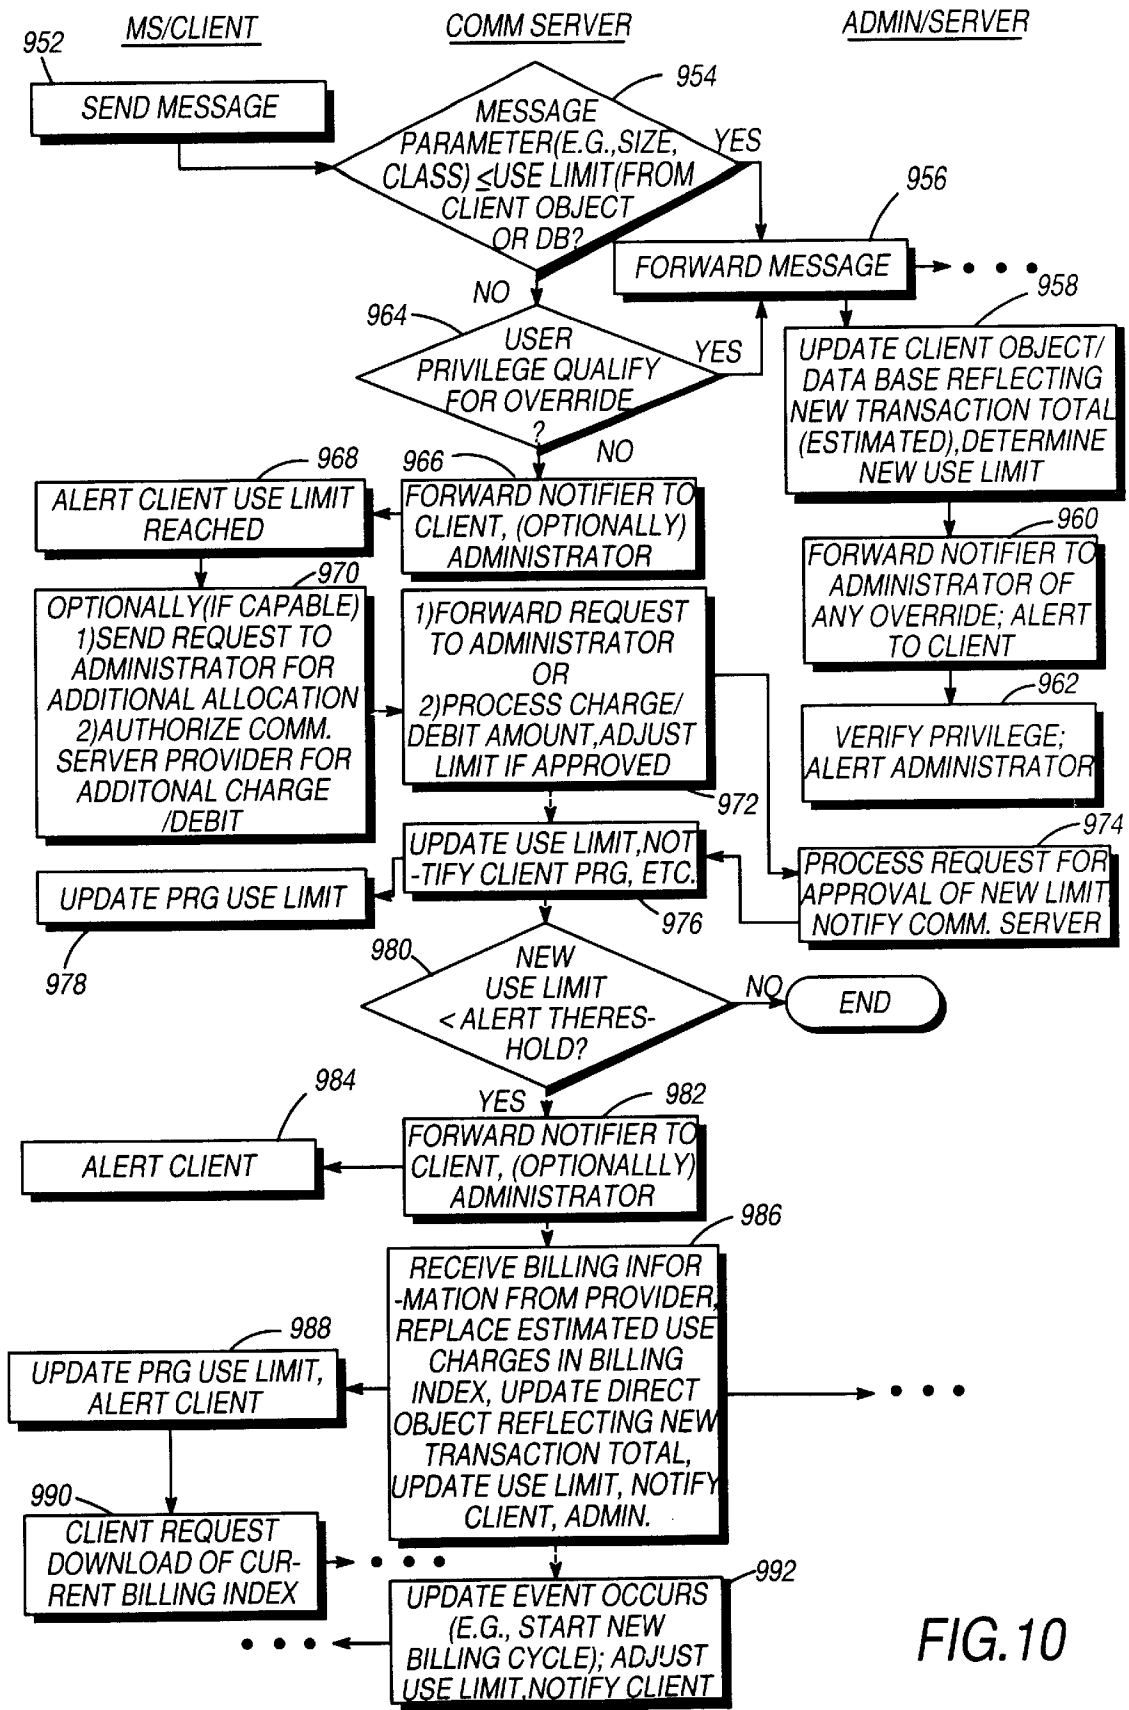 MS/CLIENT
COMM SERVER
ADMIN/SERVER
952
SEND MESSAGE
954
MESSAGE
PARAMETER(E.G.,SIZE,
CLASS) ≤USE LIMIT(FROM
CLIENT OBJECT
OR DB?
YES
956
FORWARD MESSAGE
NO
958
UPDATE CLIENT OBJECT/
DATA BASE REFLECTING
NEW TRANSACTION TOTAL
(ESTIMATED),DETERMINE
NEW USE LIMIT
964
USER
PRIVILEGE QUALIFY
FOR OVERRIDE
?
YES
NO
960
FORWARD NOTIFIER TO
ADMINISTRATOR OF
ANY OVERRIDE; ALERT
TO CLIENT
962
VERIFY PRIVILEGE;
ALERT ADMINISTRATOR
966
FORWARD NOTIFIER TO
CLIENT, (OPTIONALLY)
ADMINISTRATOR
968
ALERT CLIENT USE LIMIT
REACHED
970
OPTIONALLY(IF CAPABLE)
1)SEND REQUEST TO
ADMINISTRATOR FOR
ADDITIONAL ALLOCATION
2)AUTHORIZE COMM.
SERVER PROVIDER FOR
ADDITONAL CHARGE
/DEBIT
1)FORWARD REQUEST
TO ADMINISTRATOR
OR
2)PROCESS CHARGE/
DEBIT AMOUNT,ADJUST
LIMIT IF APPROVED
972
974
PROCESS REQUEST FOR
APPROVAL OF NEW LIMIT
NOTIFY COMM. SERVER
UPDATE USE LIMIT,NOT
-TIFY CLIENT PRG, ETC.
976
UPDATE PRG USE LIMIT
978
980
NEW
USE LIMIT
< ALERT THERES-
HOLD?
NO
END
YES
982
FORWARD NOTIFIER TO
CLIENT, (OPTIONALLLY)
ADMINISTRATOR
984
ALERT CLIENT
986
RECEIVE BILLING INFOR
-MATION FROM PROVIDER,
REPLACE ESTIMATED USE
CHARGES IN BILLING
INDEX, UPDATE DIRECT
OBJECT REFLECTING NEW
TRANSACTION TOTAL,
UPDATE USE LIMIT, NOTIFY
CLIENT, ADMIN.
988
UPDATE PRG USE LIMIT,
ALERT CLIENT
990
CLIENT REQUEST
DOWNLOAD OF CUR-
RENT BILLING INDEX
992
UPDATE EVENT OCCURS
(E.G., START NEW
BILLING CYCLE); ADJUST
USE LIMIT,NOTIFY CLIENT
FIG.10